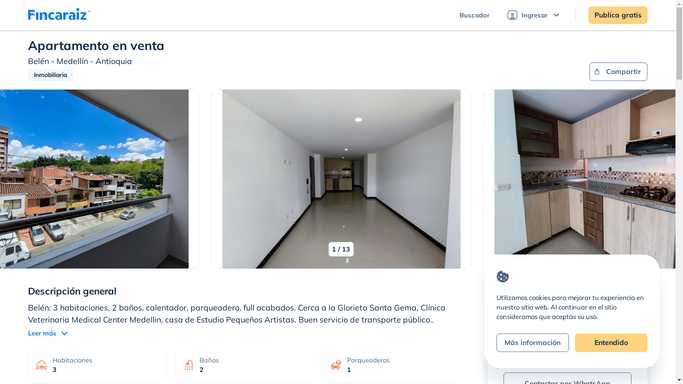 Fincaraiz
Buscador
Ingresar
Publica gratis
Apartamento en venta
Belén - Medellín - Antioquia
Inmobiliaria
Compartir
1 / 13
Descripción general
Belén: 3 habitaciones, 2 baños, calentador, parqueadero, full acabados. Cerca a la Glorieta Santa Gema, Clínica
Veterinaria Medical Center Medellin, casa de Estudio Pequeños Artistas. Buen servicio de transporte público..
Leer más
Habitaciones
3
Baños
2
Parqueaderos
1
Utilizamos cookies para mejorar tu experiencia en
nuestro sitio web. Al continuar en el sitio
consideramos que aceptas su uso.
Más información
Entendido
Contactar por WhatsApp